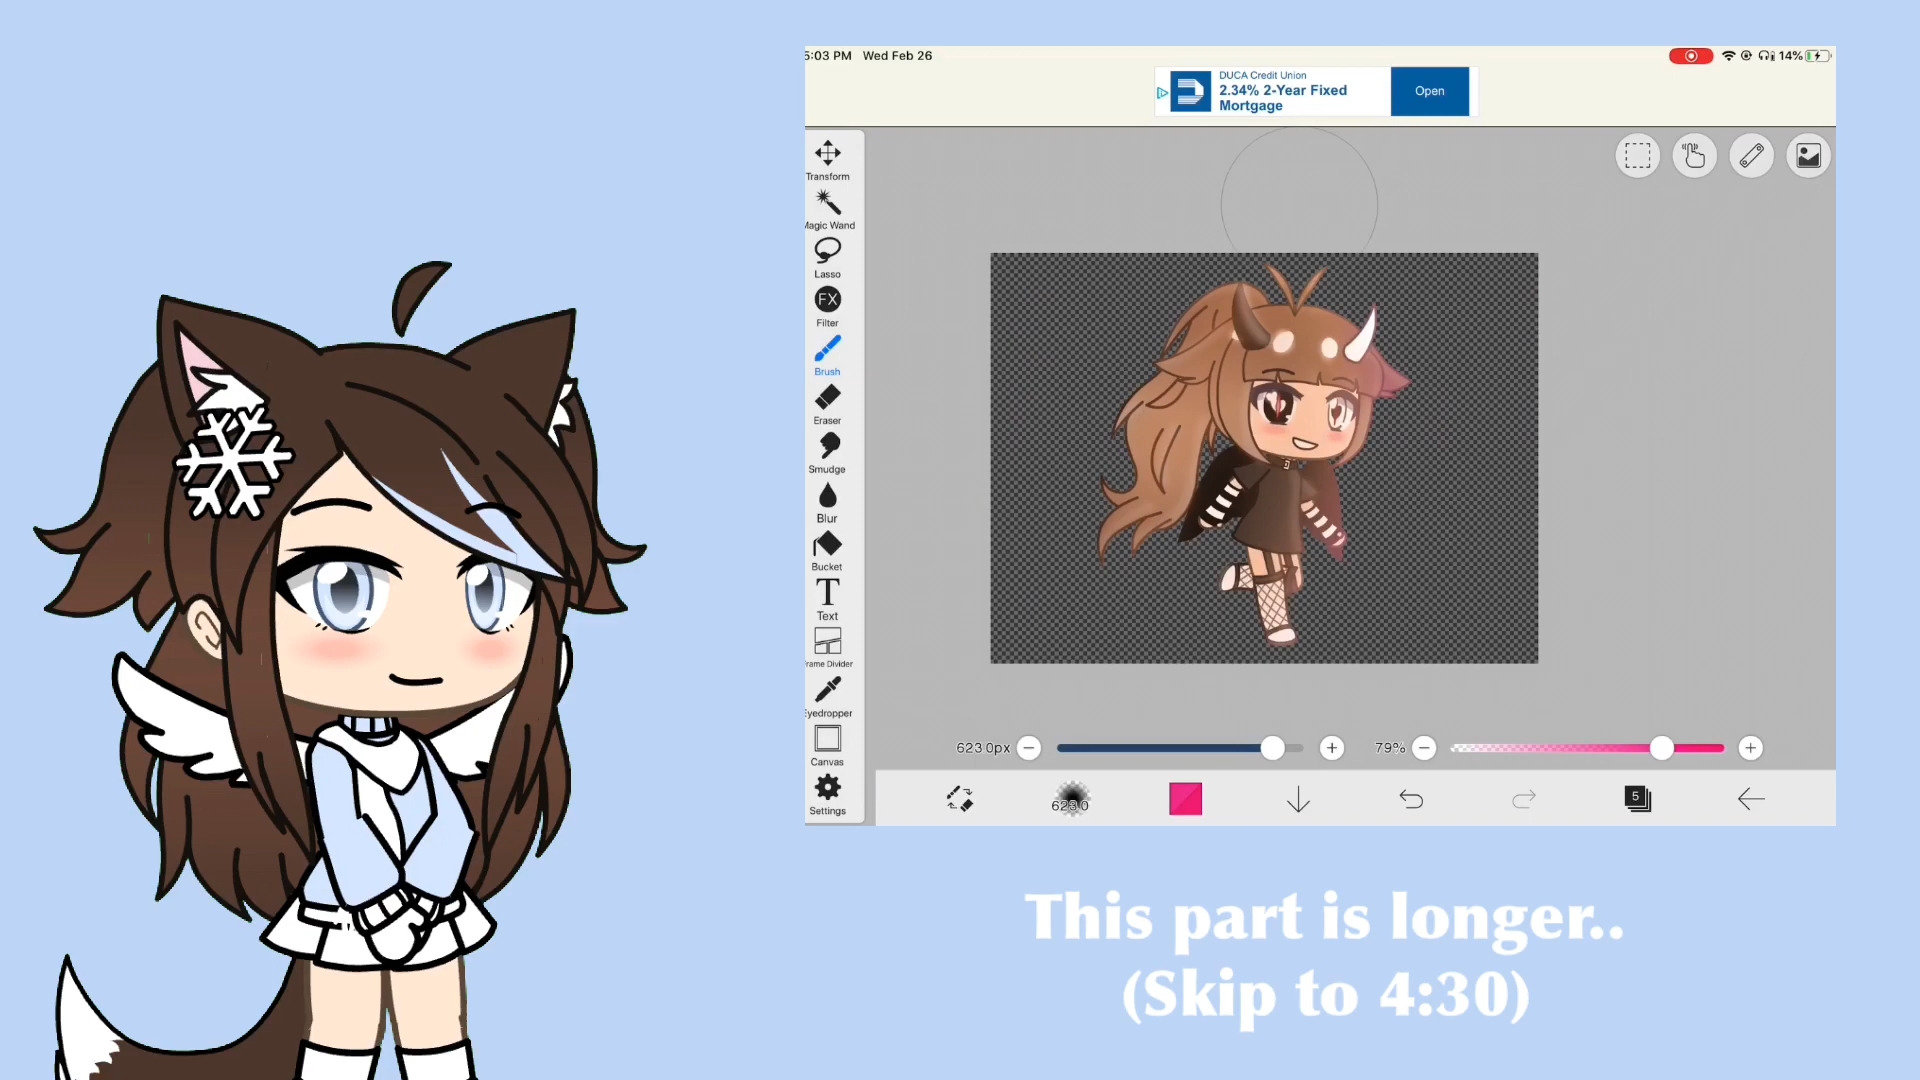 5:03 PM Wed Feb 26
14%
DUCA Credit Union
2.34% 2-Year Fixed
Mortgage
Open
Transform
Magic Wand
Lasso
FX
Filter
Brush
Eraser
Smudge
Blur
Bucket
T
Text
rame Divider
Eyedropper
Canvas
Settings
623.0px
79%
623.0
5
This part is longer..
(Skip to 4:30)